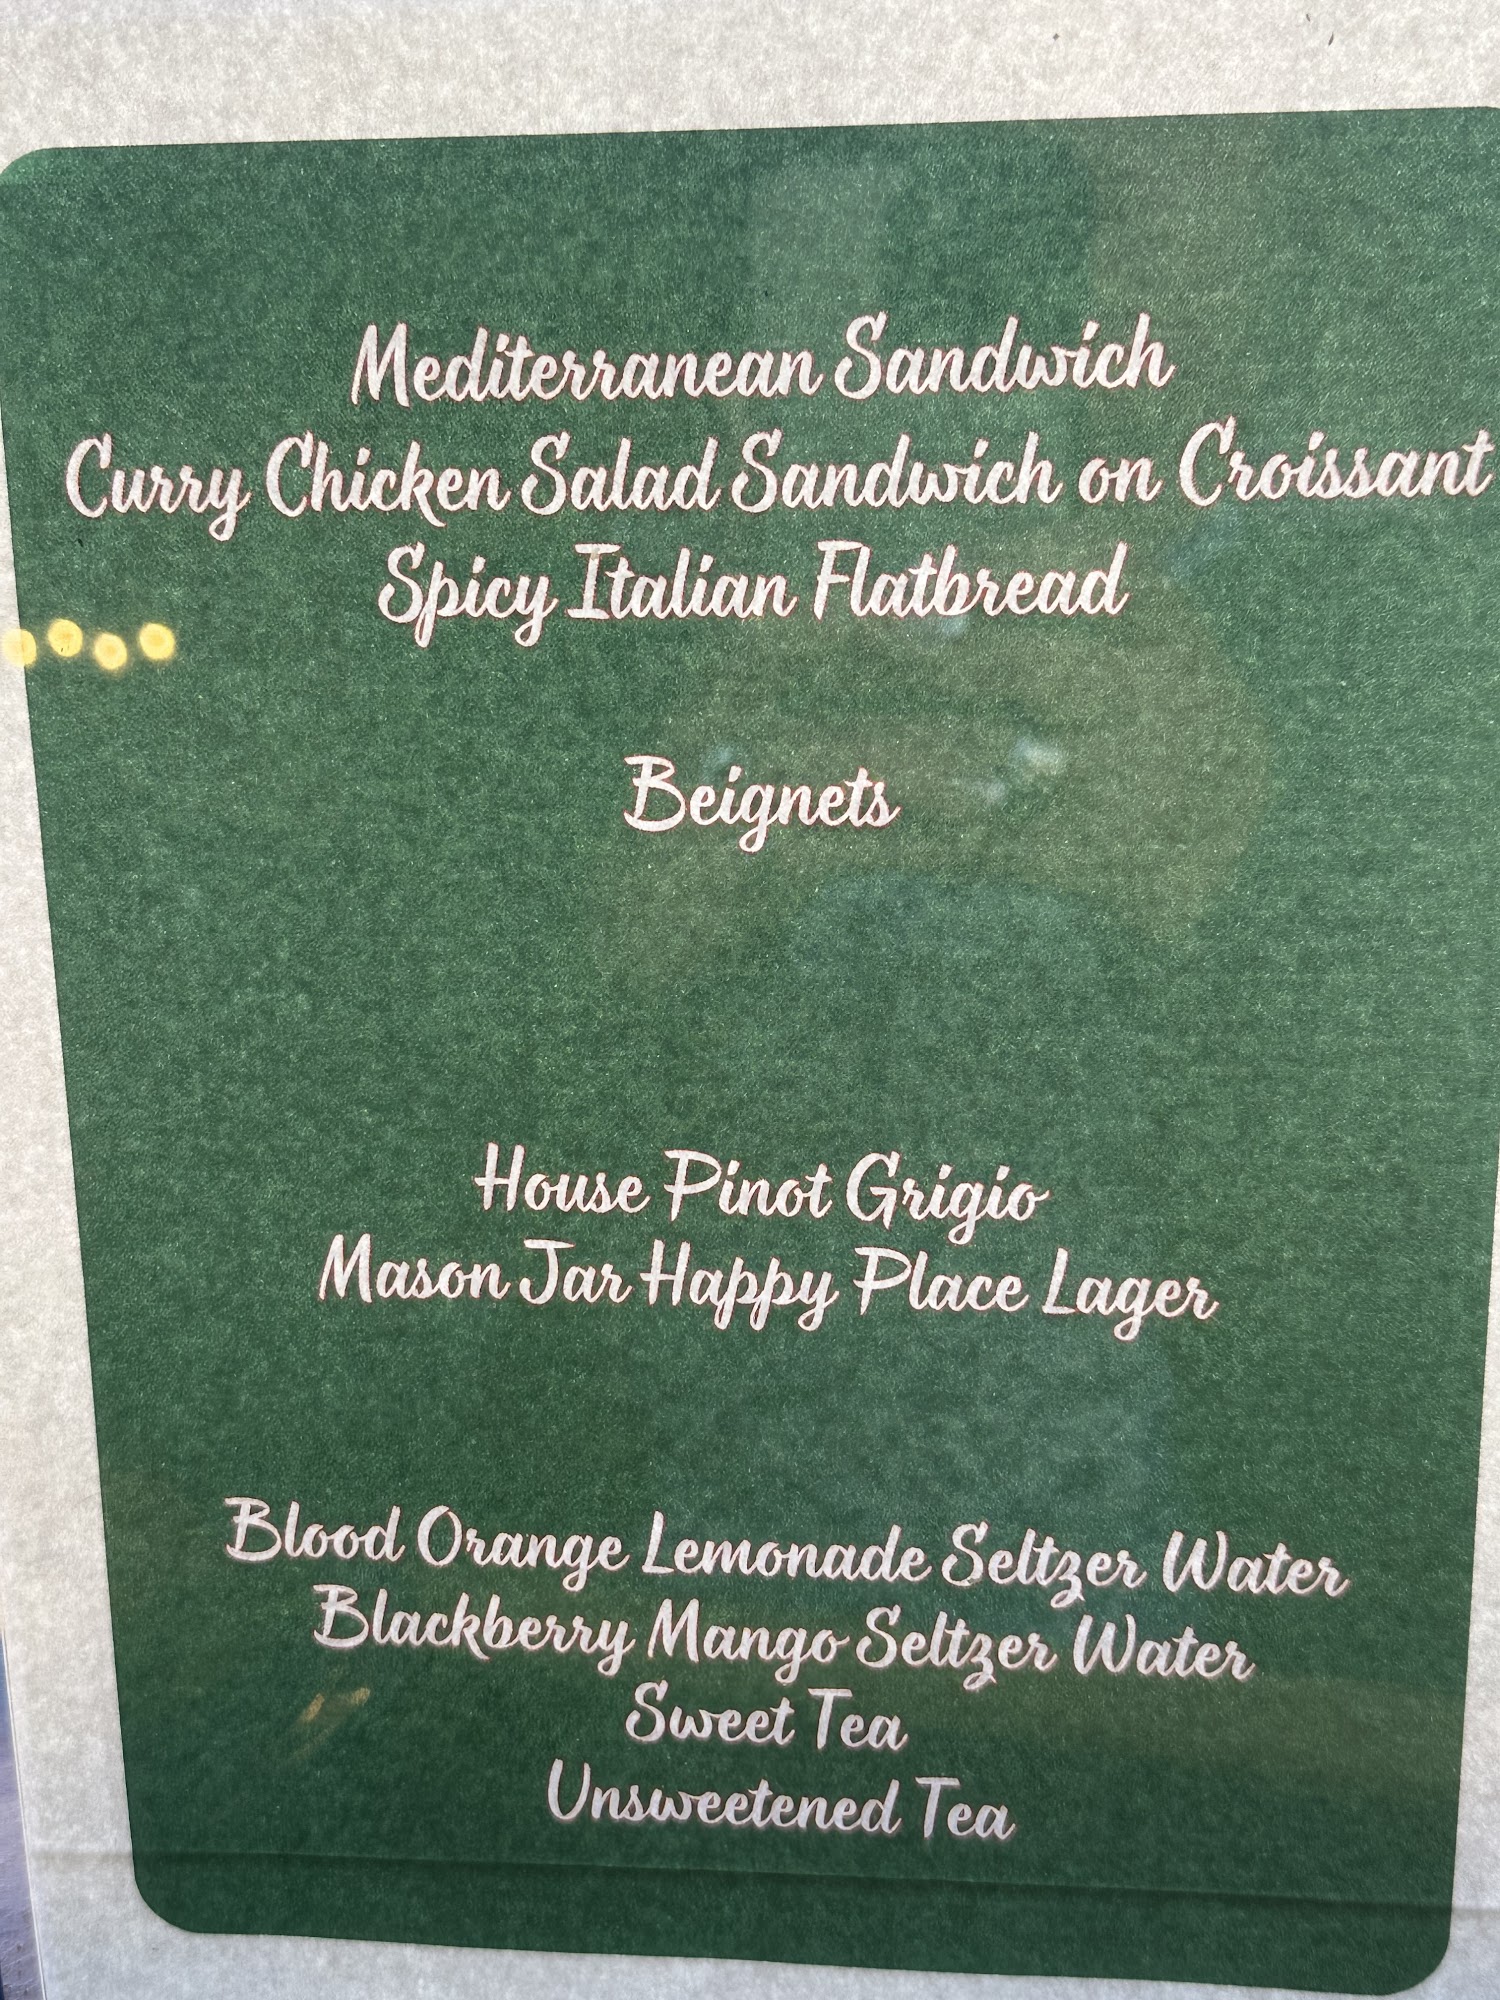 Mediterranean Sandwich
Curry Chicken Salad Sandwich on Croissant
Spicy Italian Flatbread
Beignets
House Pinot Grigio
Mason Jar Happy Place Lager
Blood Orange Lemonade Seltzer Water
Blackberry Mango Seltzer Water
Sweet Tea
Unsweetened Tea